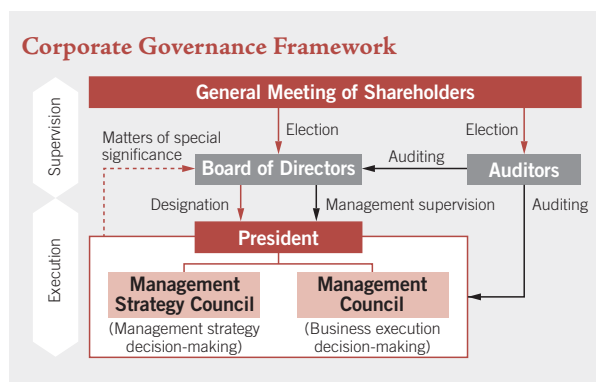 Corporate Governance Framework
Supervision
General Meeting of Shareholders
Matters of special
significance
Election
Election
Board of Directors
Auditing
Auditors
Designation
Management supervision
Auditing
Execution
President
Management
Strategy Council
(Management strategy
decision-making)
Management
Council
(Business execution
decision-making)